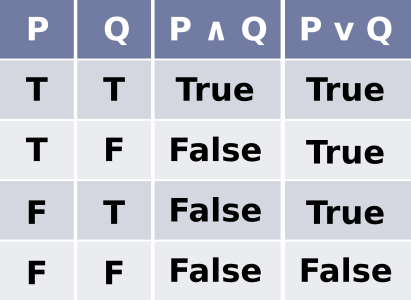 P Q P ∧ Q P v Q
T T True True
T F False True
F T False True
F F False False